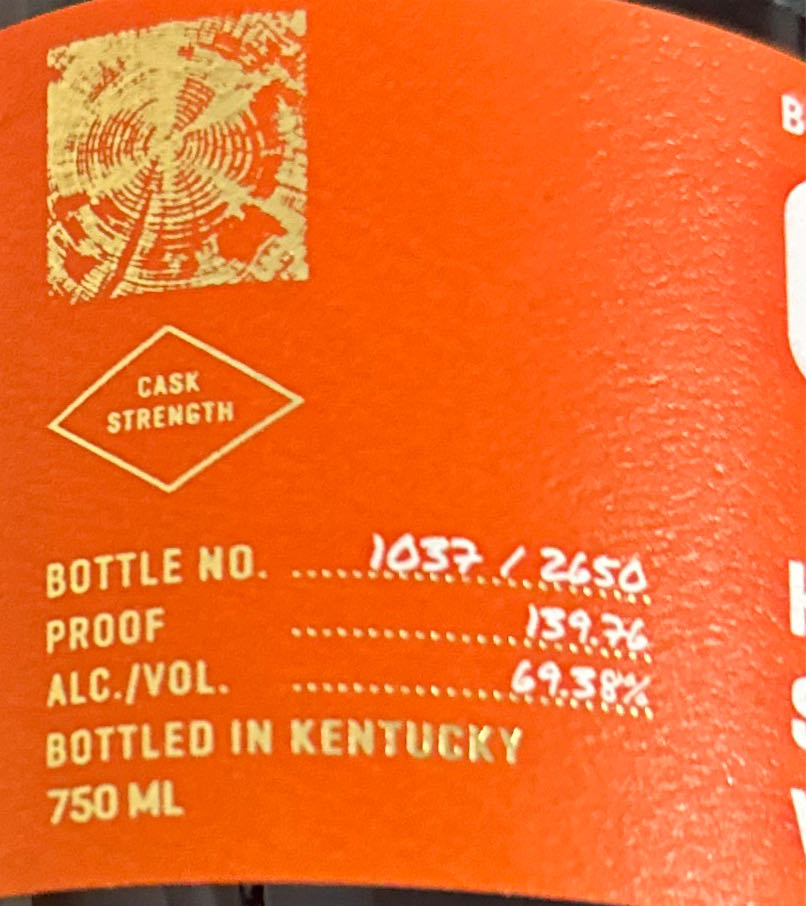 CASK
STRENGTH
BOTTLE NO. 1037 / 2650
PROOF 139.76
ALC./VOL. 69.38%
BOTTLED IN KENTUCKY
750 ML